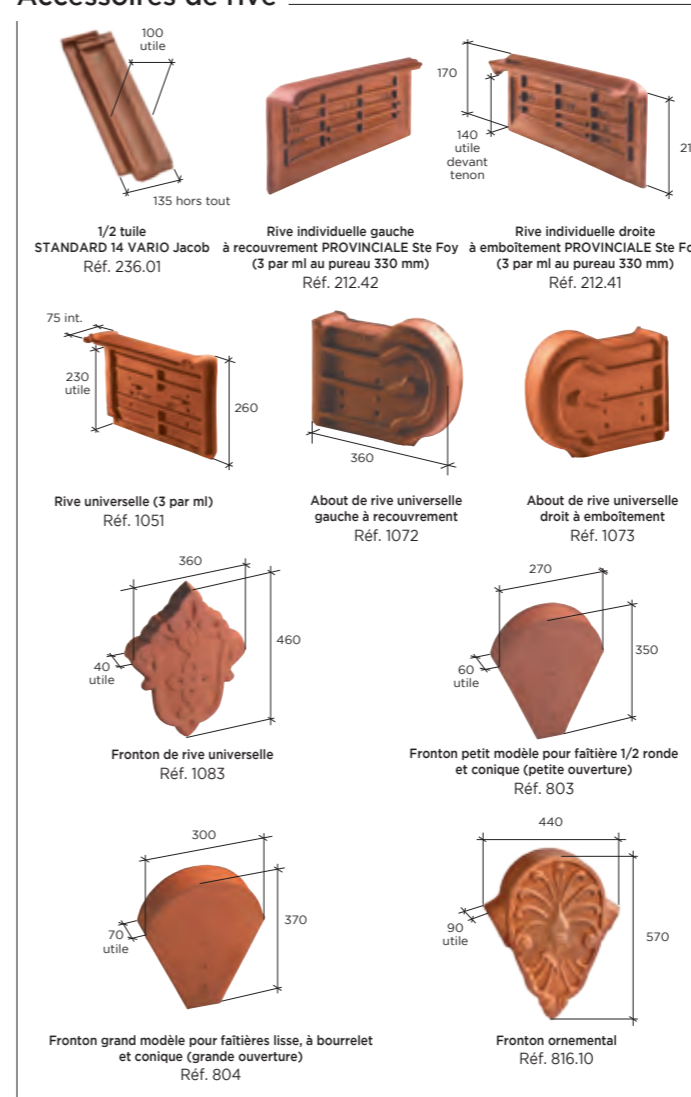 Accessoires de rive
100
utile
135 hors tout
170
140
utile
devant
tenon
1/2 tuile
STANDARD 14 VARIO Jacob
Réf. 236.01
Rive individuelle gauche
à recouvrement PROVINCIALE Ste Foy
(3 par ml au pureau 330 mm)
Réf. 212.42
Rive individuelle droite
à emboîtement PROVINCIALE Ste
(3 par ml au pureau 330 mm)
Réf. 212.41
75 int.
230
utile
260
360
Rive universelle (3 par ml)
Réf. 1051
About de rive universelle
gauche à recouvrement
Réf. 1072
About de rive universelle
droit à emboîtement
Réf. 1073
360
460
40
utile
Fronton de rive universelle
Réf. 1083
270
350
60
utile
Fronton petit modèle pour faîtière 1/2 ronde
et conique (petite ouverture)
Réf. 803
300
370
70
utile
Fronton grand modèle pour faîtières lisse, à bourrelet
et conique (grande ouverture)
Réf. 804
440
570
90
utile
Fronton ornemental
Réf. 816.10